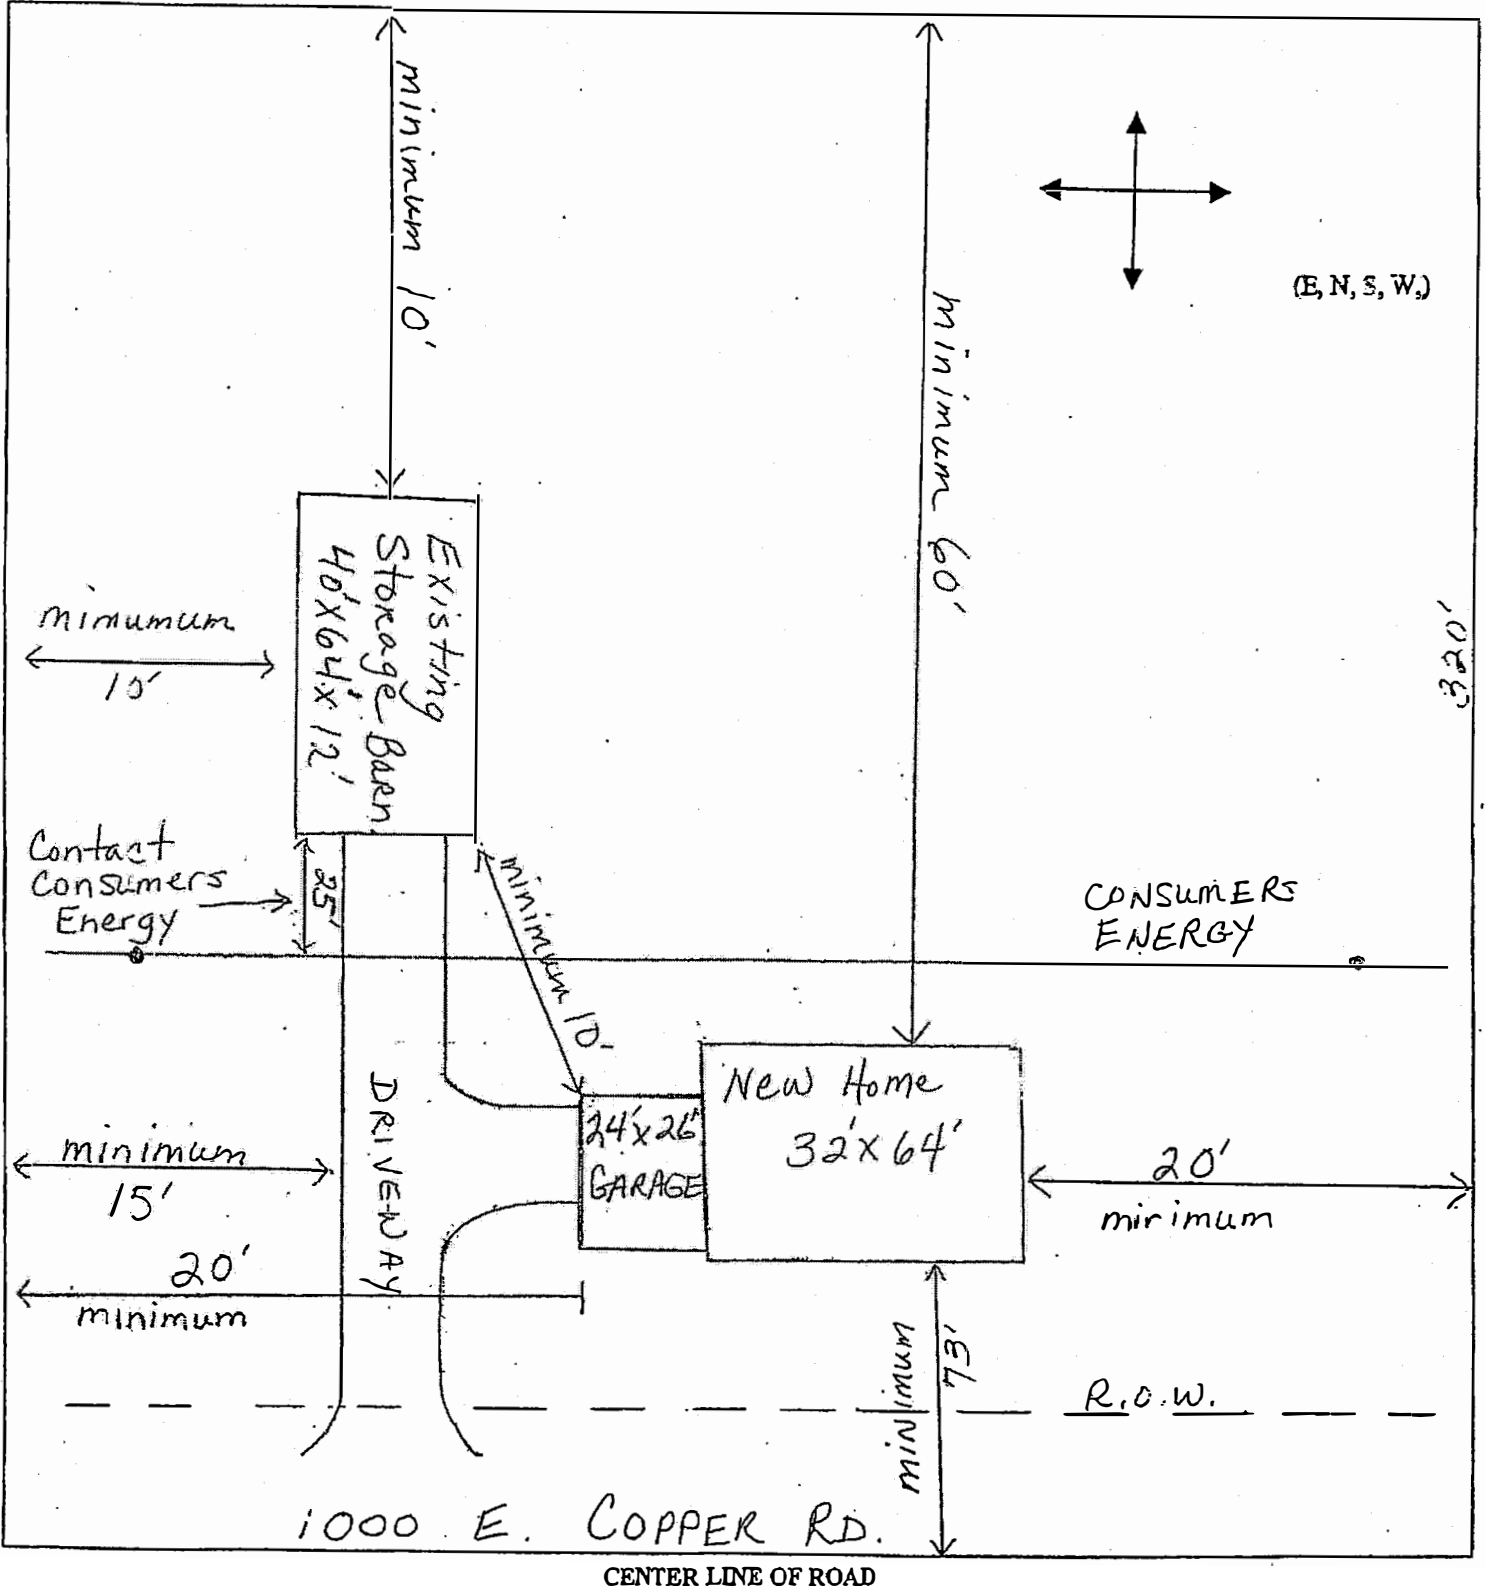 minimum 10'
minimum 60'
(E, N, S, W,)
320'
Existing
Storage Barn
40'x64'x12'
mimumum
10'
Contact
Consumers
Energy
25'
minimum 10'
CONSUMERS
ENERGY
DRIVEWAY
New Home
32'x64'
24'x26'
GARAGE
minimum
15'
20'
minimum
20'
minimum
minimum
73'
R.O.W.
1000 E. COPPER RD.
CENTER LINE OF ROAD